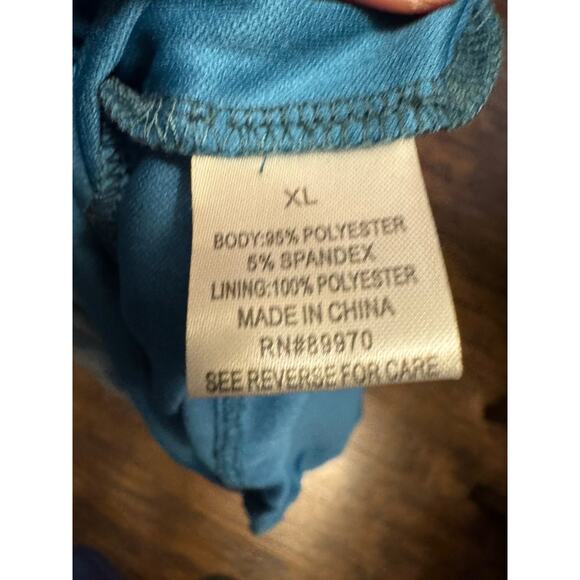 XL
BODY:95% POLYESTER
5% SPANDEX
LINING:100% POLYESTER
MADE IN CHINA
RN#89970
SEE REVERSE FOR CARE